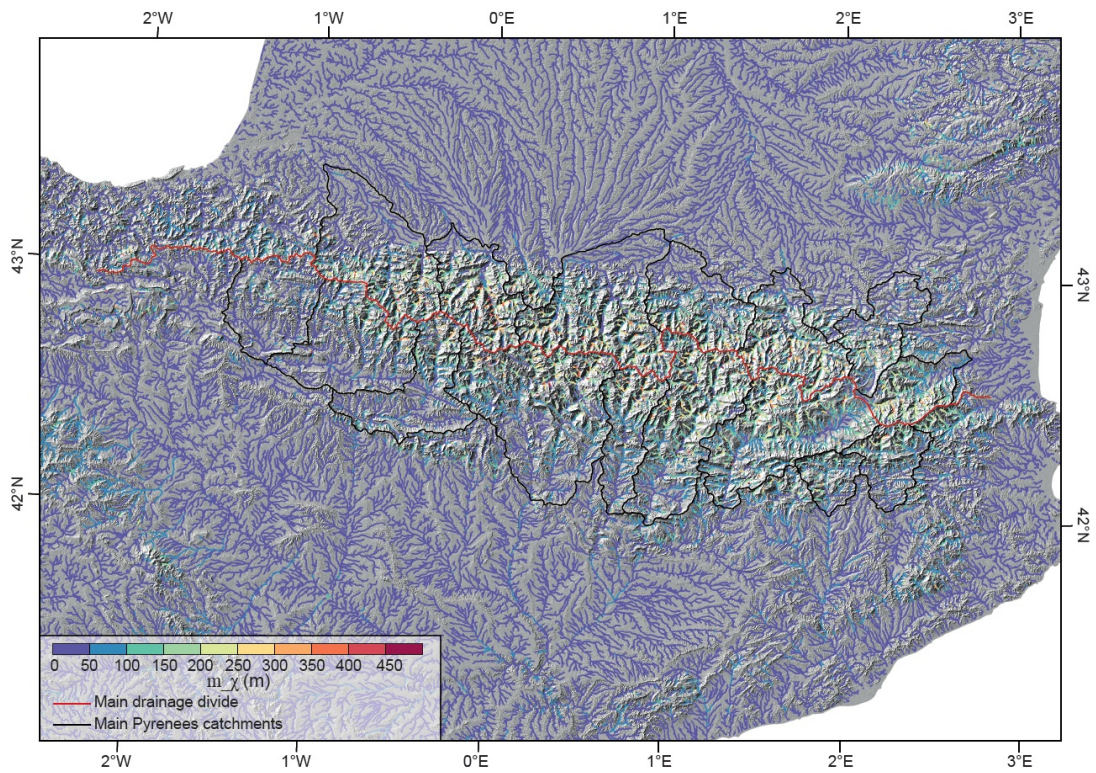 2°W 1°W 0°E 1°E 2°E 3°E
43°N
43°N
42°N
42°N
0 50 100 150 200 250 300 350 400 450
m_χ (m)
Main drainage divide
Main Pyrenees catchments
2°W 1°W 0°E 1°E 2°E 3°E